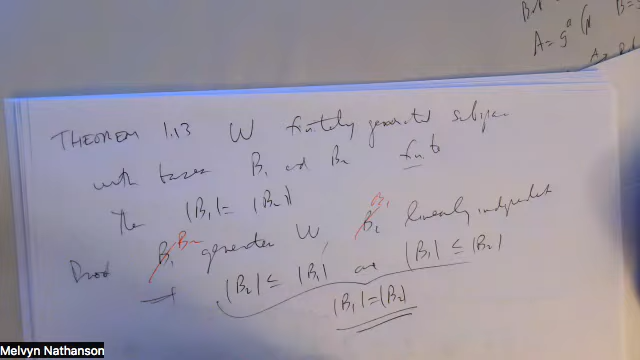 A = g^a
THEOREM 1.13 W finitely generated subspace
with bases B₁ and B₂ finite
Then |B₁| = |B₂|
Proof B₁ B₂ generates W, B₂ B₁ linearly independent
⇒ |B₂| ≤ |B₁| and |B₁| ≤ |B₂|
|B₁| = |B₂|
Melvyn Nathanson